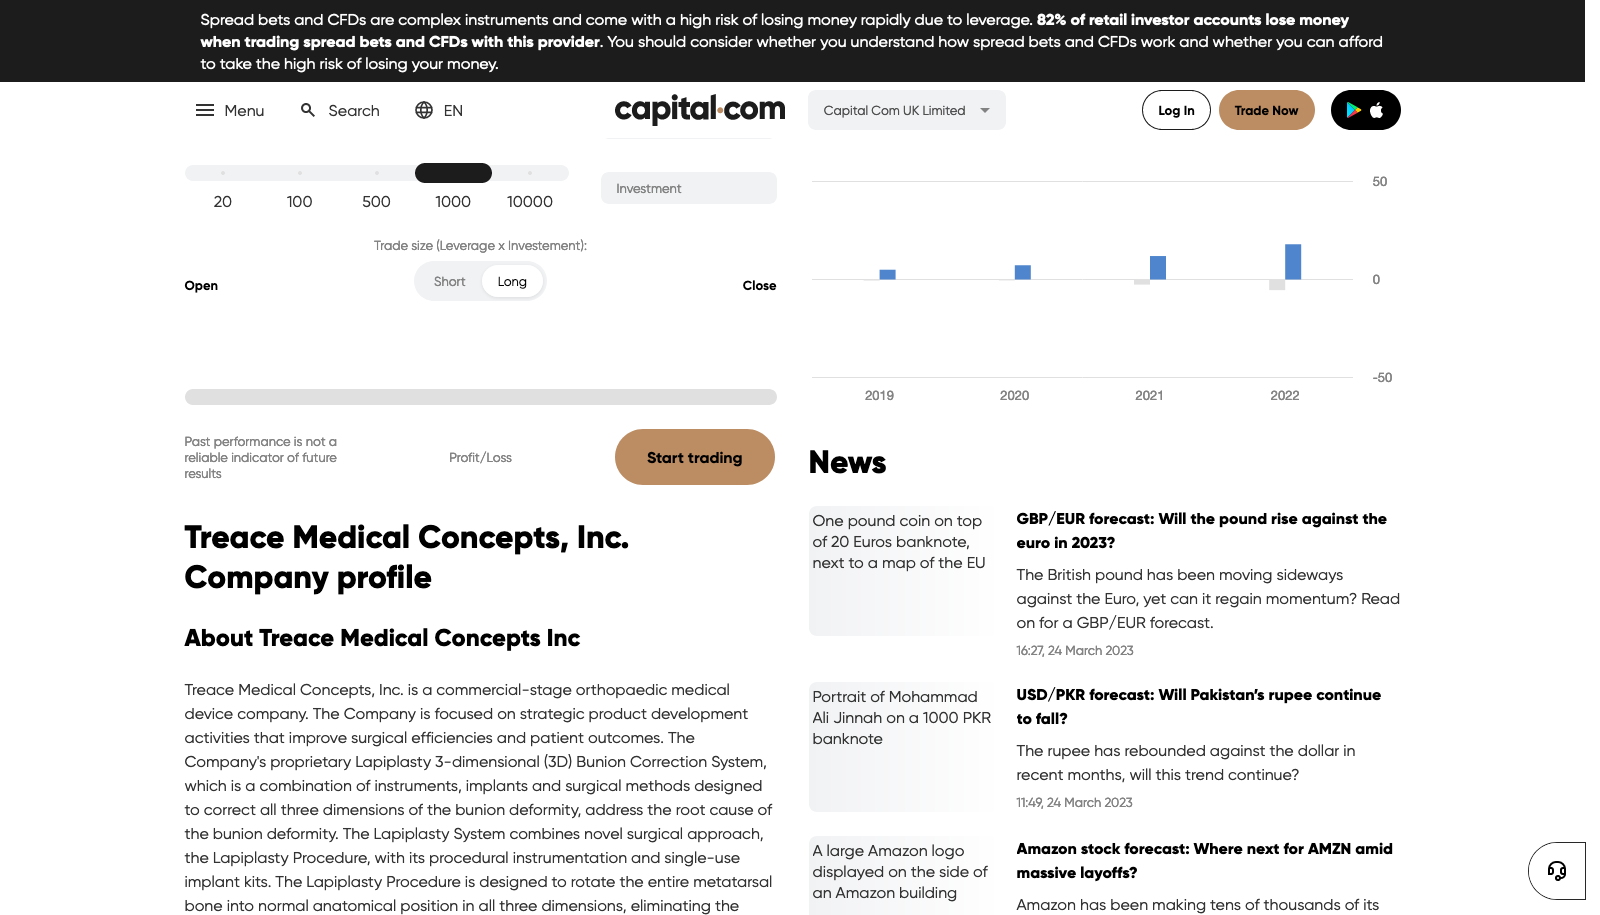 Spread bets and CFDs are complex instruments and come with a high risk of losing money rapidly due to leverage. 82% of retail investor accounts lose money
when trading spread bets and CFDs with this provider. You should consider whether you understand how spread bets and CFDs work and whether you can afford
to take the high risk of losing your money.
Menu
Search
EN
capital.com
Capital Com UK Limited
Log In
Trade Now
20
100
500
1000
10000
Investment
Trade size (Leverage x Investement):
Open
Short
Long
Close
Past performance is not a
reliable indicator of future
results
Profit/Loss
Start trading
Treace Medical Concepts, Inc.
Company profile
About Treace Medical Concepts Inc
Treace Medical Concepts, Inc. is a commercial-stage orthopaedic medical
device company. The Company is focused on strategic product development
activities that improve surgical efficiencies and patient outcomes. The
Company's proprietary Lapiplasty 3-dimensional (3D) Bunion Correction System,
which is a combination of instruments, implants and surgical methods designed
to correct all three dimensions of the bunion deformity, address the root cause of
the bunion deformity. The Lapiplasty System combines novel surgical approach,
the Lapiplasty Procedure, with its procedural instrumentation and single-use
implant kits. The Lapiplasty Procedure is designed to rotate the entire metatarsal
bone into normal anatomical position in all three dimensions, eliminating the
50
0
-50
2019
2020
2021
2022
News
One pound coin on top
of 20 Euros banknote,
next to a map of the EU
GBP/EUR forecast: Will the pound rise against the
euro in 2023?
The British pound has been moving sideways
against the Euro, yet can it regain momentum? Read
on for a GBP/EUR forecast.
16:27, 24 March 2023
Portrait of Mohammad
Ali Jinnah on a 1000 PKR
banknote
USD/PKR forecast: Will Pakistan’s rupee continue
to fall?
The rupee has rebounded against the dollar in
recent months, will this trend continue?
11:49, 24 March 2023
A large Amazon logo
displayed on the side of
an Amazon building
Amazon stock forecast: Where next for AMZN amid
massive layoffs?
Amazon has been making tens of thousands of its